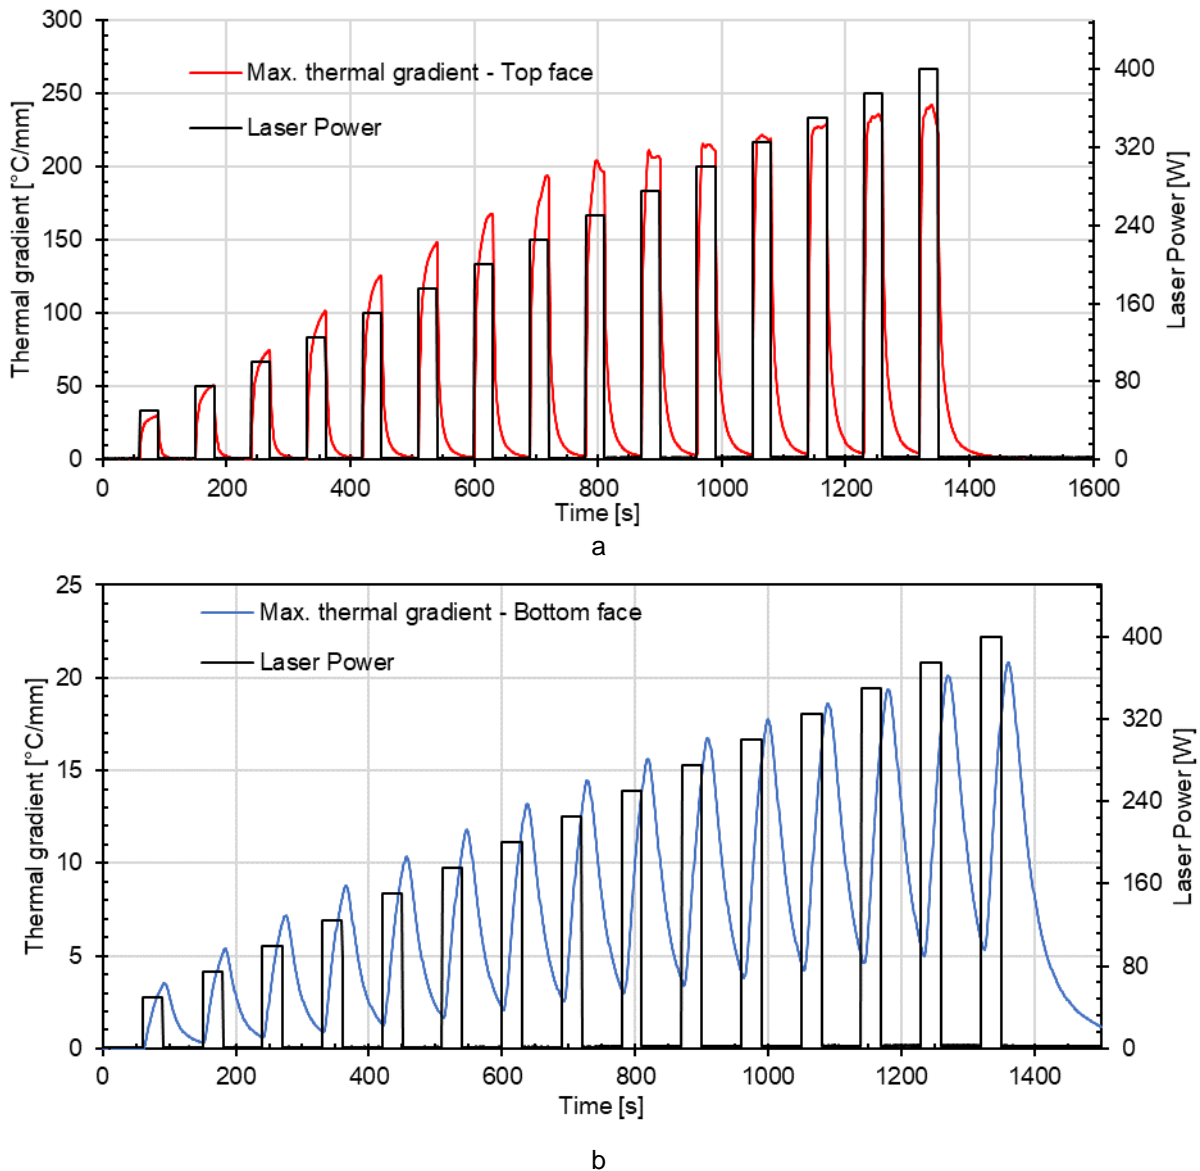 300
250
200
150
100
50
0
Thermal gradient [°C/mm]
Max. thermal gradient - Top face
Laser Power
400
320
240
160
80
0
Laser Power [W]
0 200 400 600 800 1000 1200 1400 1600
Time [s]
a
25
20
15
10
5
0
Thermal gradient [°C/mm]
Max. thermal gradient - Bottom face
Laser Power
400
320
240
160
80
0
Laser Power [W]
0 200 400 600 800 1000 1200 1400
Time [s]
b